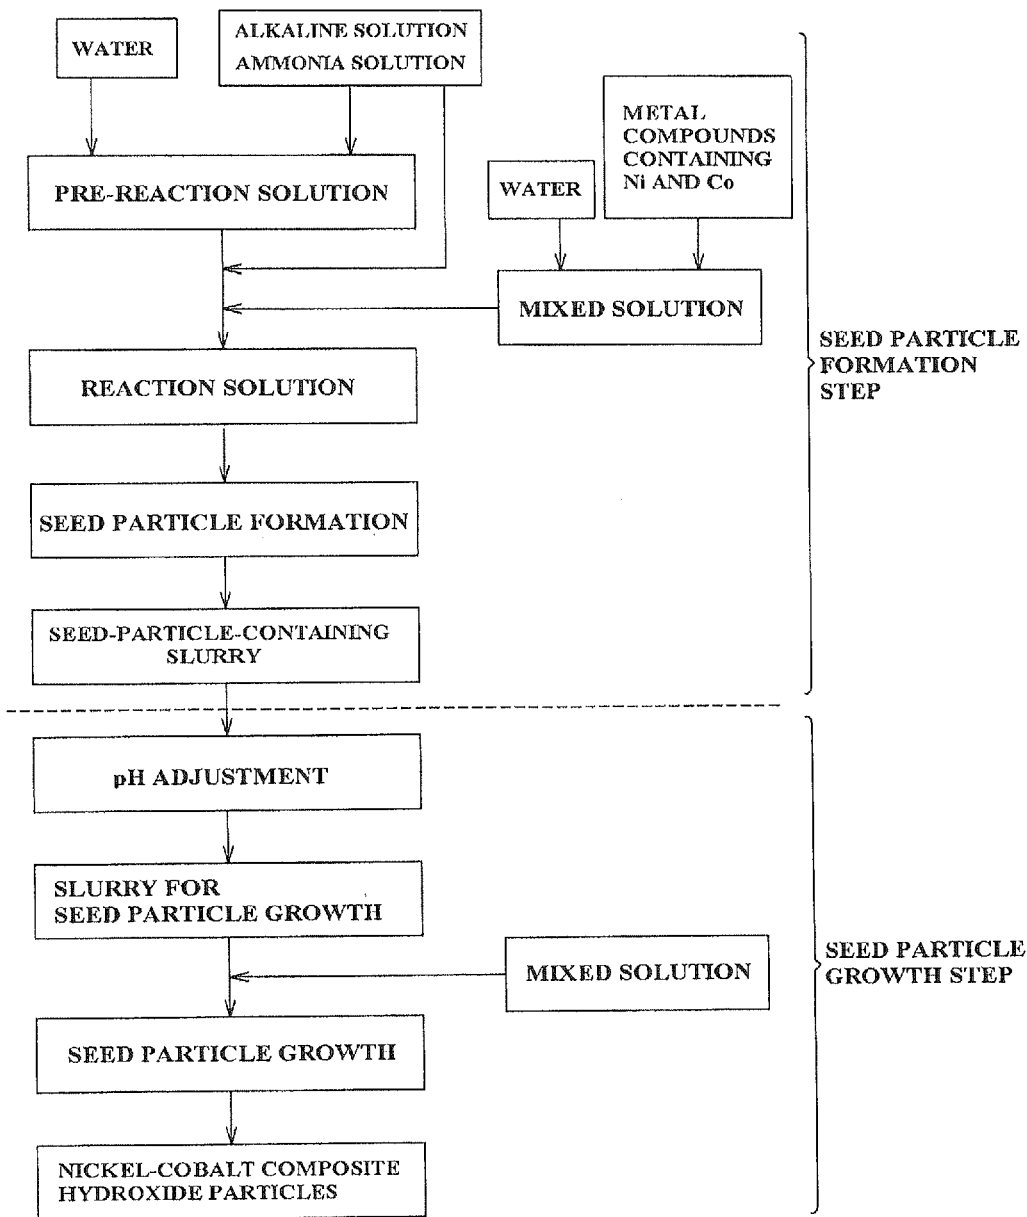 WATER
ALKALINE SOLUTION
AMMONIA SOLUTION
METAL
COMPOUNDS
CONTAINING
Ni AND Co
PRE-REACTION SOLUTION
WATER
MIXED SOLUTION
SEED PARTICLE
FORMATION
STEP
REACTION SOLUTION
SEED PARTICLE FORMATION
SEED-PARTICLE-CONTAINING
SLURRY
pH ADJUSTMENT
SLURRY FOR
SEED PARTICLE GROWTH
MIXED SOLUTION
SEED PARTICLE
GROWTH STEP
SEED PARTICLE GROWTH
NICKEL-COBALT COMPOSITE
HYDROXIDE PARTICLES